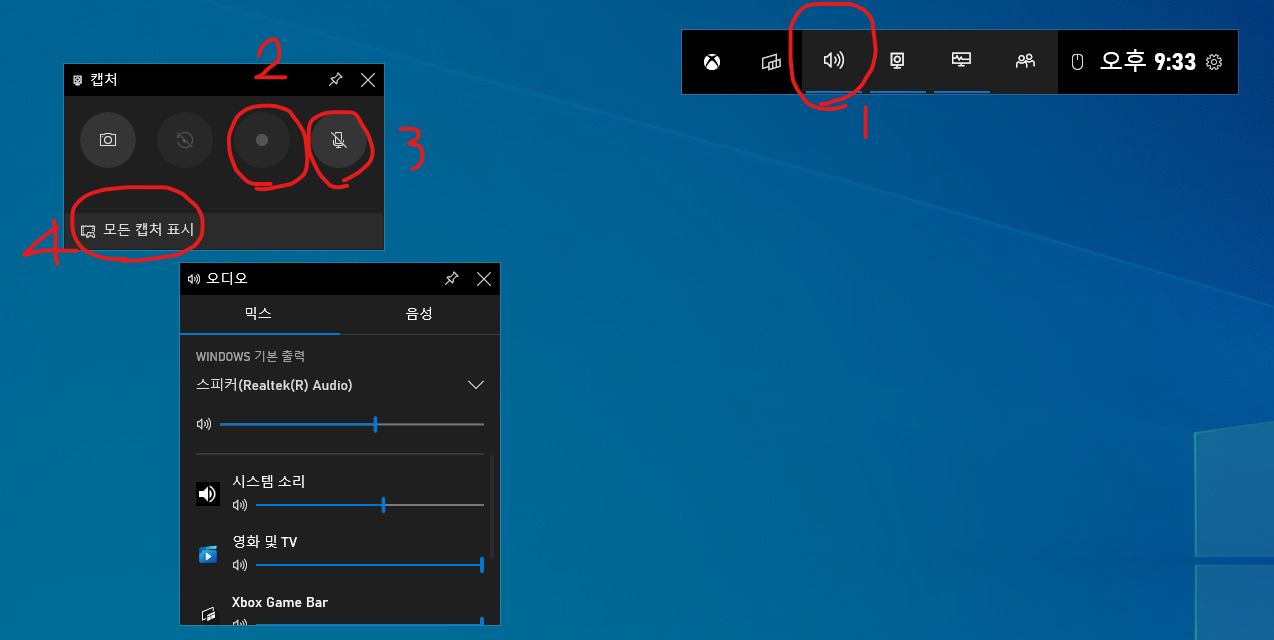 1
오후 9:33
2
캡처
3
4
모든 캡처 표시
오디오
믹스
음성
WINDOWS 기본 출력
스피커(Realtek(R) Audio)
시스템 소리
영화 및 TV
Xbox Game Bar